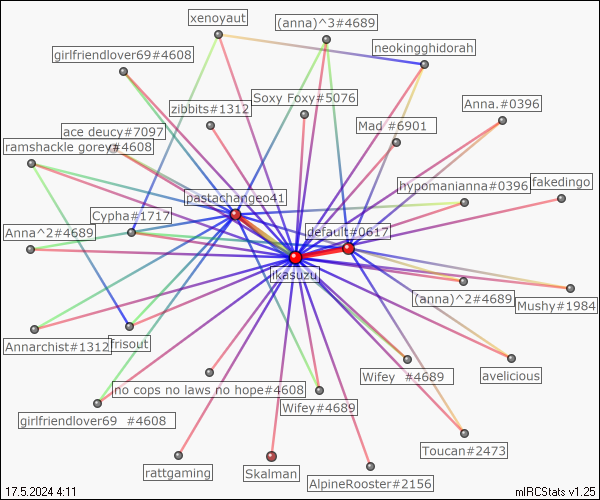 xenoyaut
(anna)^3#4689
neokingghidorah
girlfriendlover69#4608
Soxy Foxy#5076
zibbits#1312
Anna.#0396
ace deucy#7097
Mad #6901
ramshackle gorey#4608
hypomanianna#0396
fakedingo
pastachangeo41
Cypha#1717
Anna^2#4689
default#0617
ikasuzu
(anna)^2#4689
Mushy#1984
Annarchist#1312
frisout
Wifey #4689
avelicious
no cops no laws no hope#4608
Wifey#4689
girlfriendlover69 #4608
Toucan#2473
rattgaming
Skalman
AlpineRooster#2156
17.5.2024 4:11
mIRCStats v1.25